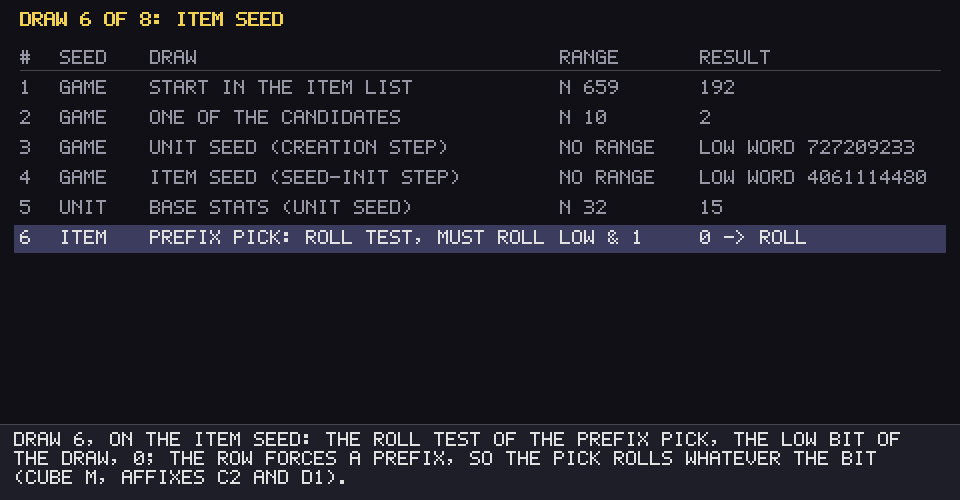 DRAW 6 OF 8: ITEM SEED
# SEED DRAW RANGE RESULT
1 GAME START IN THE ITEM LIST N 659 192
2 GAME ONE OF THE CANDIDATES N 10 2
3 GAME UNIT SEED (CREATION STEP) NO RANGE LOW WORD 727209233
4 GAME ITEM SEED (SEED-INIT STEP) NO RANGE LOW WORD 4061114480
5 UNIT BASE STATS (UNIT SEED) N 32 15
6 ITEM PREFIX PICK: ROLL TEST, MUST ROLL LOW & 1 0 -> ROLL
DRAW 6, ON THE ITEM SEED: THE ROLL TEST OF THE PREFIX PICK, THE LOW BIT OF
THE DRAW, 0; THE ROW FORCES A PREFIX, SO THE PICK ROLLS WHATEVER THE BIT
(CUBE M, AFFIXES C2 AND D1).